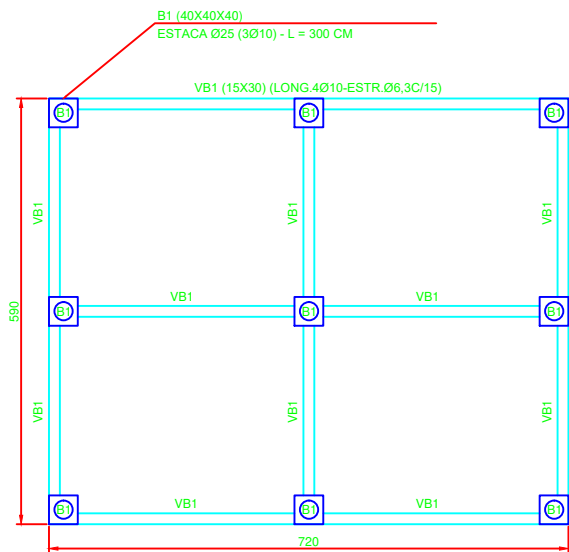 B1 (40X40X40)
ESTACA Ø25 (3Ø10) - L = 300 CM
VB1 (15X30) (LONG.4Ø10-ESTR.Ø6,3C/15)
B1
B1
B1
VB1
VB1
VB1
VB1
VB1
590
B1
B1
B1
VB1
VB1
VB1
VB1
VB1
B1
B1
B1
720